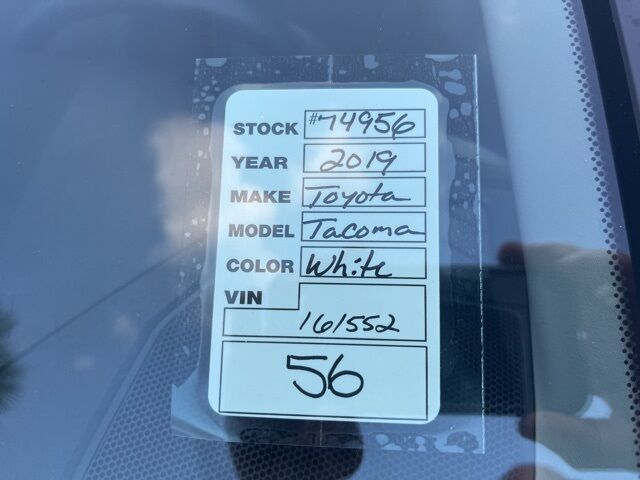 STOCK #74956
YEAR 2019
MAKE Toyota
MODEL Tacoma
COLOR White
VIN
161552
56